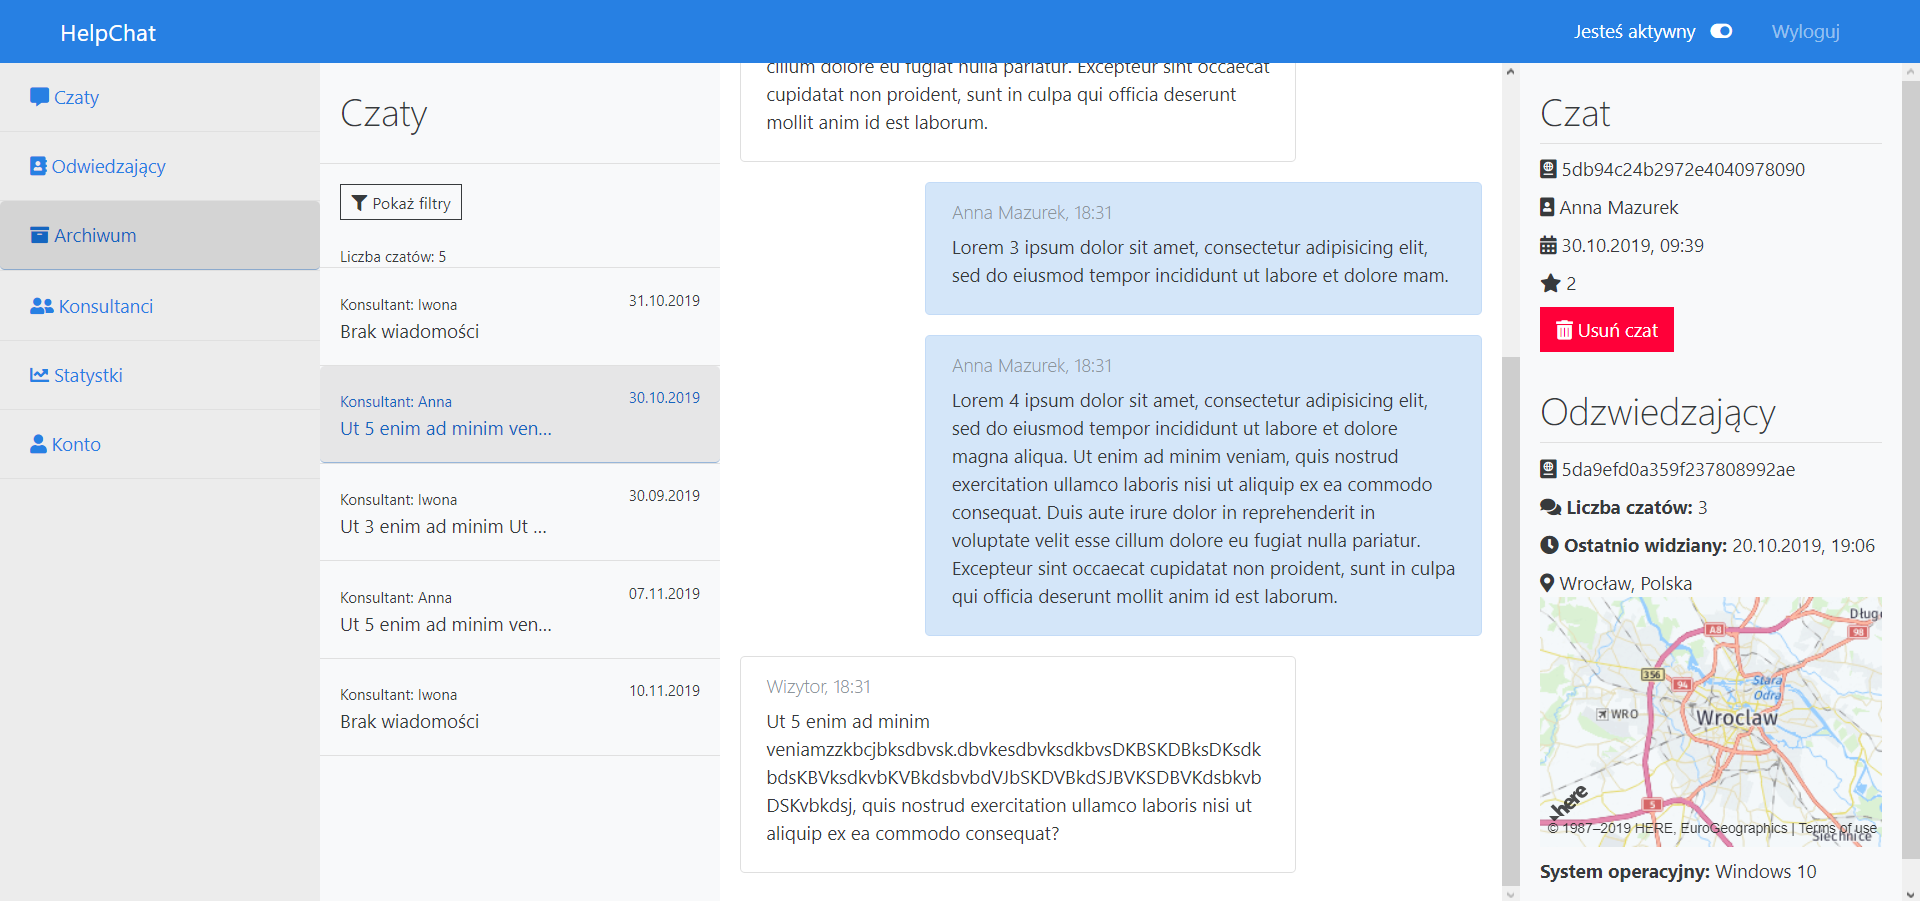 HelpChat
Jesteś aktywny
Wyloguj
Czaty
Odwiedzający
Archiwum
Konsultanci
Statystki
Konto
Czaty
Pokaż filtry
Liczba czatów: 5
Konsultant: Iwona
31.10.2019
Brak wiadomości
Konsultant: Anna
30.10.2019
Ut 5 enim ad minim ven...
Konsultant: Iwona
30.09.2019
Ut 3 enim ad minim Ut ...
Konsultant: Anna
07.11.2019
Ut 5 enim ad minim ven...
Konsultant: Iwona
10.11.2019
Brak wiadomości
cillum dolore eu fugiat nulla pariatur. Excepteur sint occaecat
cupidatat non proident, sunt in culpa qui officia deserunt
mollit anim id est laborum.
Anna Mazurek, 18:31
Lorem 3 ipsum dolor sit amet, consectetur adipisicing elit,
sed do eiusmod tempor incididunt ut labore et dolore mam.
Anna Mazurek, 18:31
Lorem 4 ipsum dolor sit amet, consectetur adipisicing elit,
sed do eiusmod tempor incididunt ut labore et dolore
magna aliqua. Ut enim ad minim veniam, quis nostrud
exercitation ullamco laboris nisi ut aliquip ex ea commodo
consequat. Duis aute irure dolor in reprehenderit in
voluptate velit esse cillum dolore eu fugiat nulla pariatur.
Excepteur sint occaecat cupidatat non proident, sunt in culpa
qui officia deserunt mollit anim id est laborum.
Wizytor, 18:31
Ut 5 enim ad minim
veniamzzkbcjbksdbvsk.dbvkesdbvksdkbvsDKBSKDBksDKsdk
bdsKBVksdkvbKVBkdsbvbdVJbSKDVBkdSJBVKSDBVKdsbkvb
DSKvbkdsj, quis nostrud exercitation ullamco laboris nisi ut
aliquip ex ea commodo consequat?
Czat
5db94c24b2972e4040978090
Anna Mazurek
30.10.2019, 09:39
2
Usuń czat
Odzwiedzający
5da9efd0a359f237808992ae
Liczba czatów: 3
Ostatnio widziany: 20.10.2019, 19:06
Wrocław, Polska
Długo
A8
98
356
94
Stara
Odra
WRO
Wroclaw
5
here
© 1987–2019 HERE, EuroGeographics | Terms of use
Siechnice
System operacyjny: Windows 10